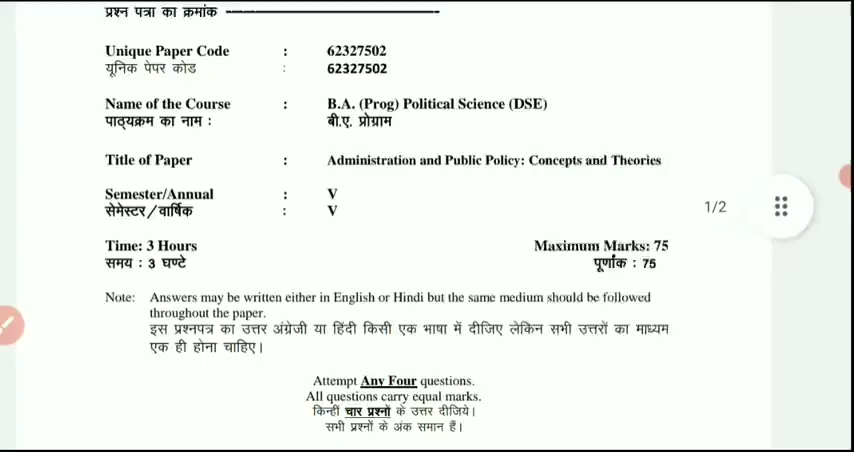 प्रश्न पत्रा का क्रमांक
Unique Paper Code : 62327502
यूनिक पेपर कोड : 62327502
Name of the Course : B.A. (Prog) Political Science (DSE)
पाठ्यक्रम का नाम : बी.ए. प्रोग्राम
Title of Paper : Administration and Public Policy: Concepts and Theories
Semester/Annual : V
सेमेस्टर/वार्षिक : V
1/2
Time: 3 Hours Maximum Marks: 75
समय : 3 घण्टे पूर्णांक : 75
Note: Answers may be written either in English or Hindi but the same medium should be followed
throughout the paper.
इस प्रश्नपत्र का उत्तर अंग्रेजी या हिंदी किसी एक भाषा में दीजिए लेकिन सभी उत्तरों का माध्यम
एक ही होना चाहिए।
Attempt Any Four questions.
All questions carry equal marks.
किन्हीं चार प्रश्नों के उत्तर दीजिये।
सभी प्रश्नों के अंक समान हैं।